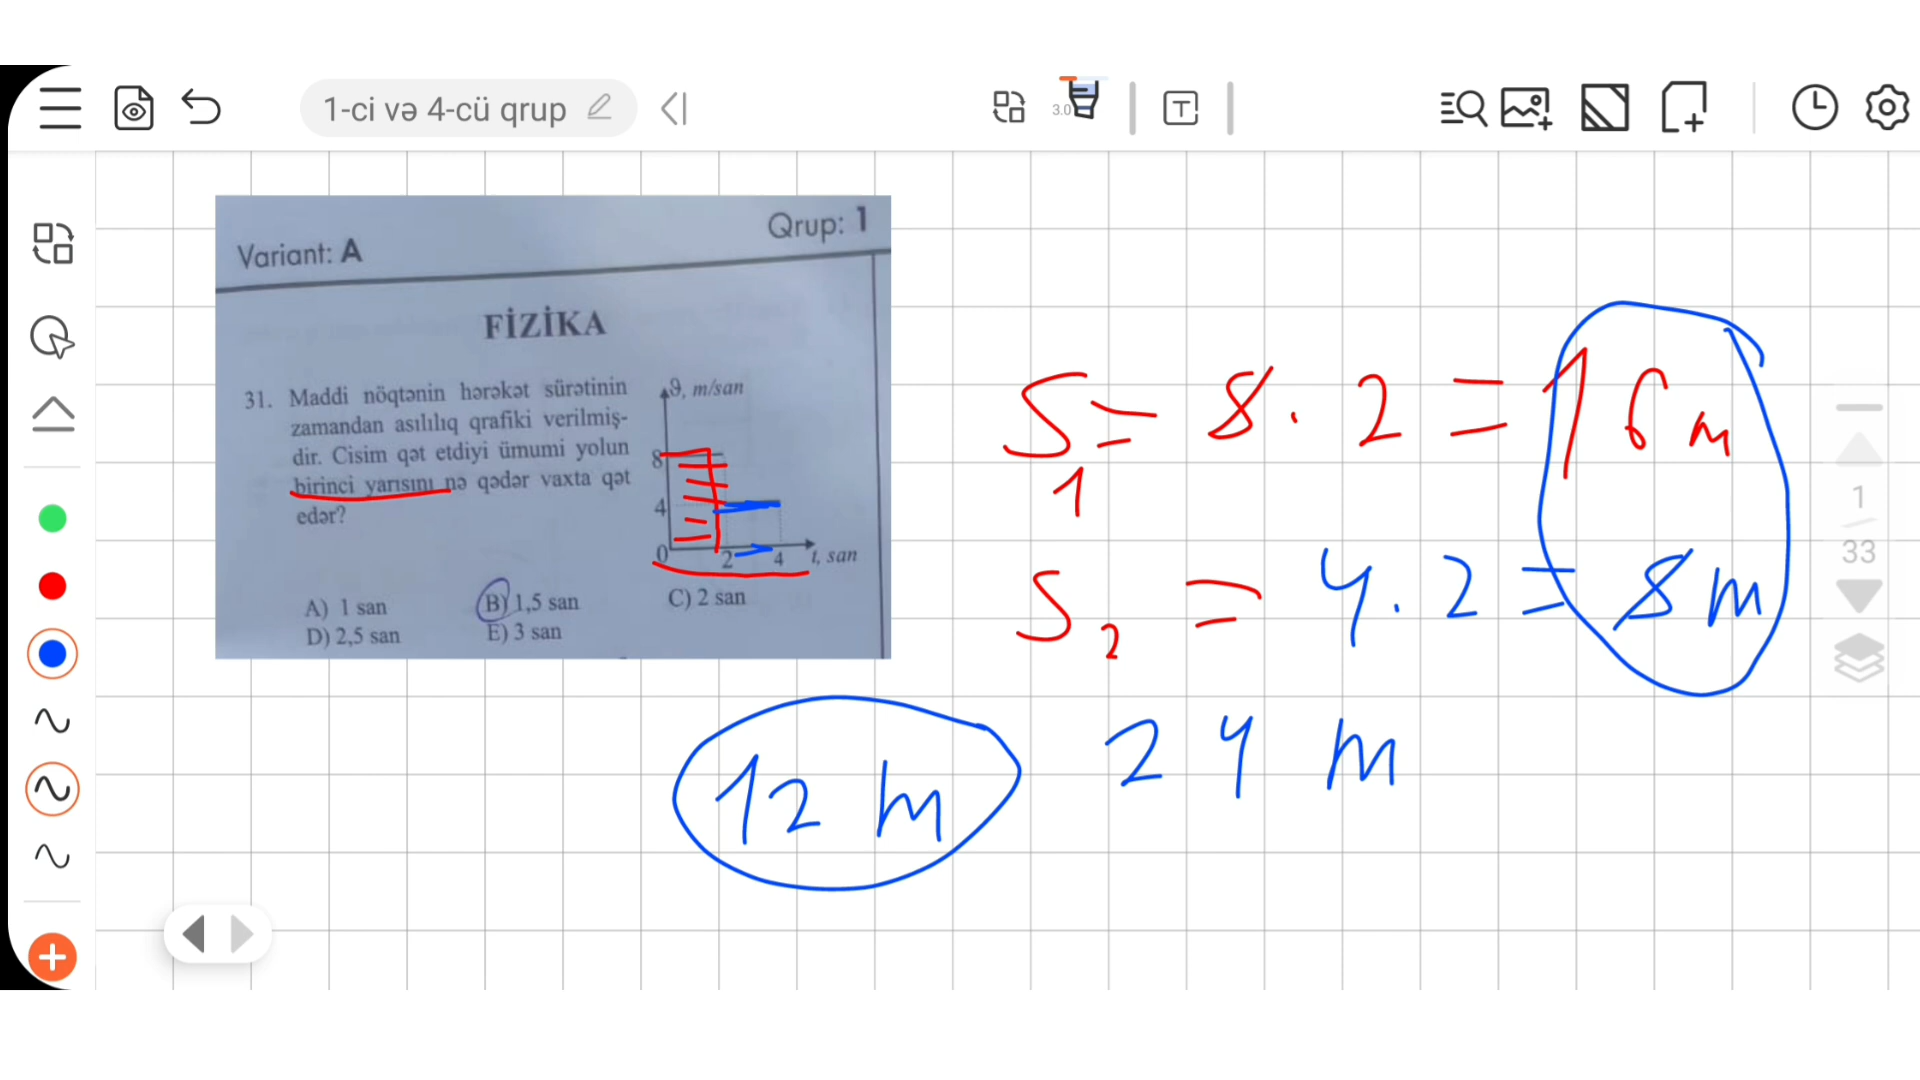 1-ci və 4-cü qrup
3.0
T
Variant: A
Qrup: 1
FİZİKA
31. Maddi nöqtənin hərəkət sürətinin
zamandan asılılıq qrafiki verilmiş-
dir. Cisim qət etdiyi ümumi yolun
birinci yarısını nə qədər vaxta qət
edər?
ϑ, m/san
8
4
0
2
4
t, san
A) 1 san
B) 1,5 san
C) 2 san
D) 2,5 san
E) 3 san
S1 = 8 · 2 = 16 m
S2 = 4 . 2 = 8 m
24 m
12 m
1
33